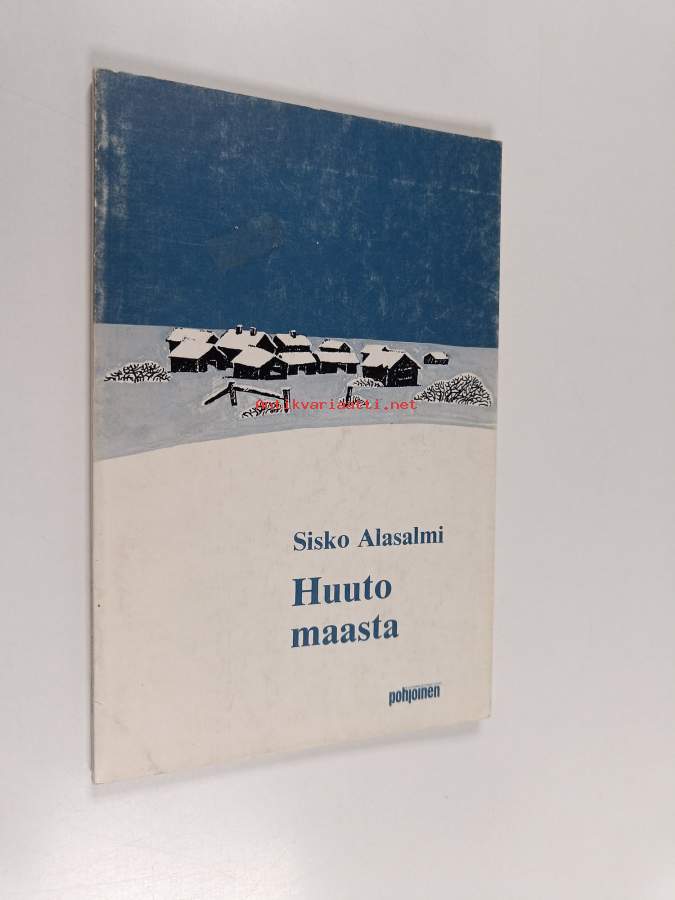 Antikvariaatti.net
Sisko Alasalmi
Huuto
maasta
pohjoinen